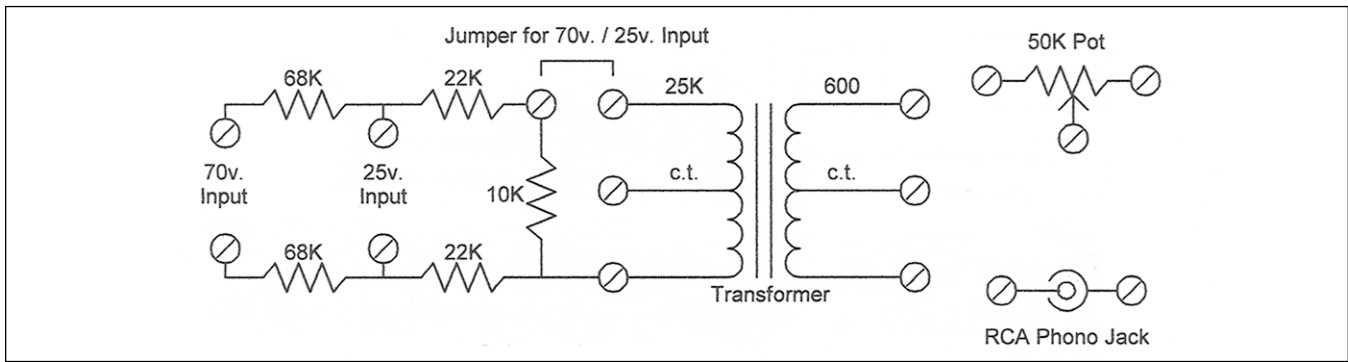 Jumper for 70v. / 25v. Input
50K Pot
68K
22K
25K
600
70v.
Input
25v.
Input
10K
c.t.
c.t.
68K
22K
Transformer
RCA Phono Jack